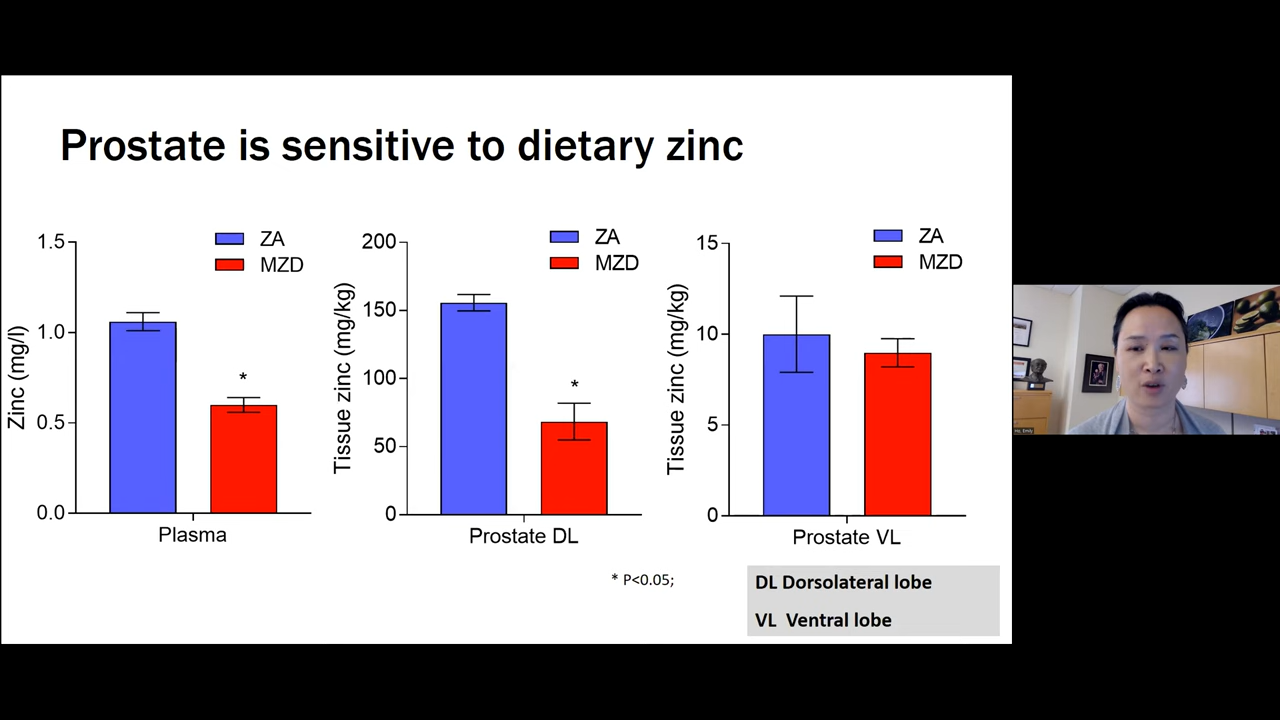 Prostate is sensitive to dietary zinc
ZA
MZD
1.5
1.0
0.5
0.0
Zinc (mg/l)
*
Plasma
ZA
MZD
200
150
100
50
0
Tissue zinc (mg/kg)
*
Prostate DL
ZA
MZD
15
10
5
0
Tissue zinc (mg/kg)
Prostate VL
* P<0.05;
DL Dorsolateral lobe
VL Ventral lobe
Ho, Emily